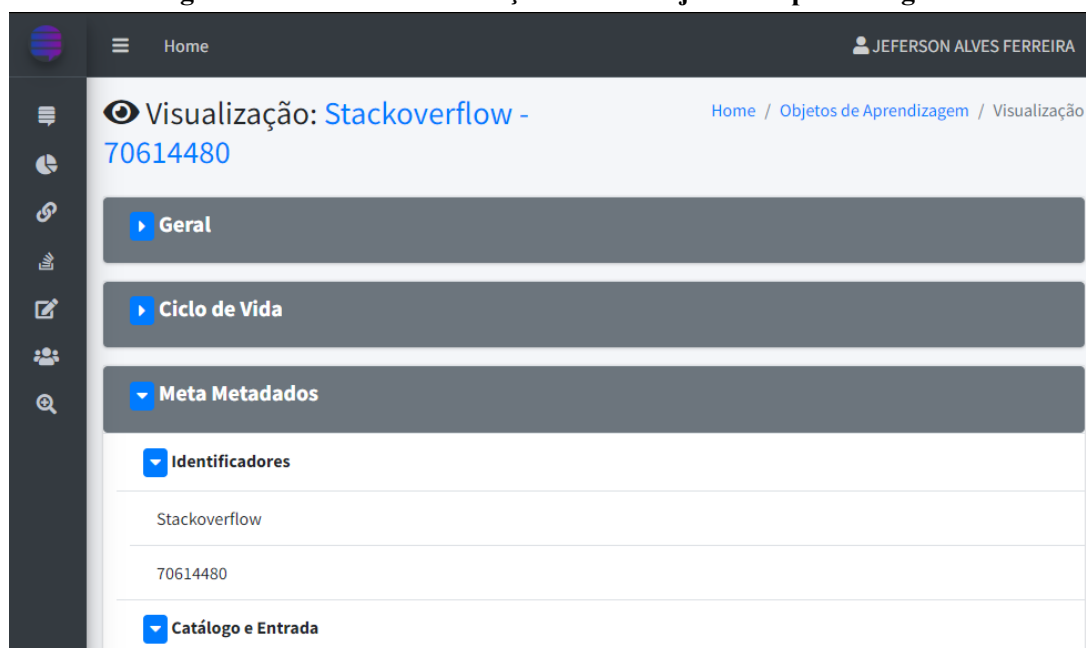 Home
JEFERSON ALVES FERREIRA
Visualização: Stackoverflow -
70614480
Home / Objetos de Aprendizagem / Visualização
Geral
Ciclo de Vida
Meta Metadados
Identificadores
Stackoverflow
70614480
Catálogo e Entrada